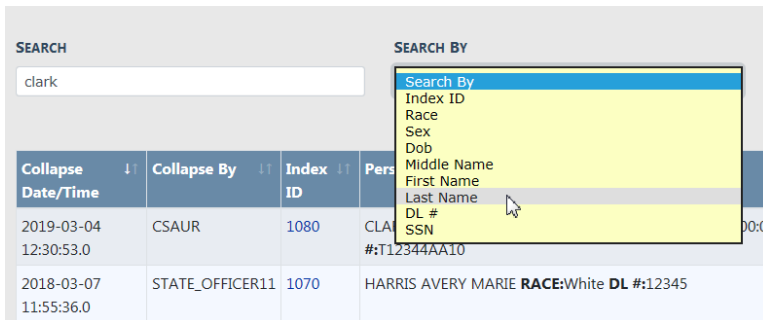 SEARCH
SEARCH BY
clark
Search By
Index ID
Race
Sex
Dob
Middle Name
First Name
Last Name
DL #
SSN
Collapse Date/Time
Collapse By
Index ID
2019-03-04 12:30:53.0
CSAUR
1080
#:T12344AA10
2018-03-07 11:55:36.0
STATE_OFFICER11
1070
HARRIS AVERY MARIE RACE:White DL #:12345